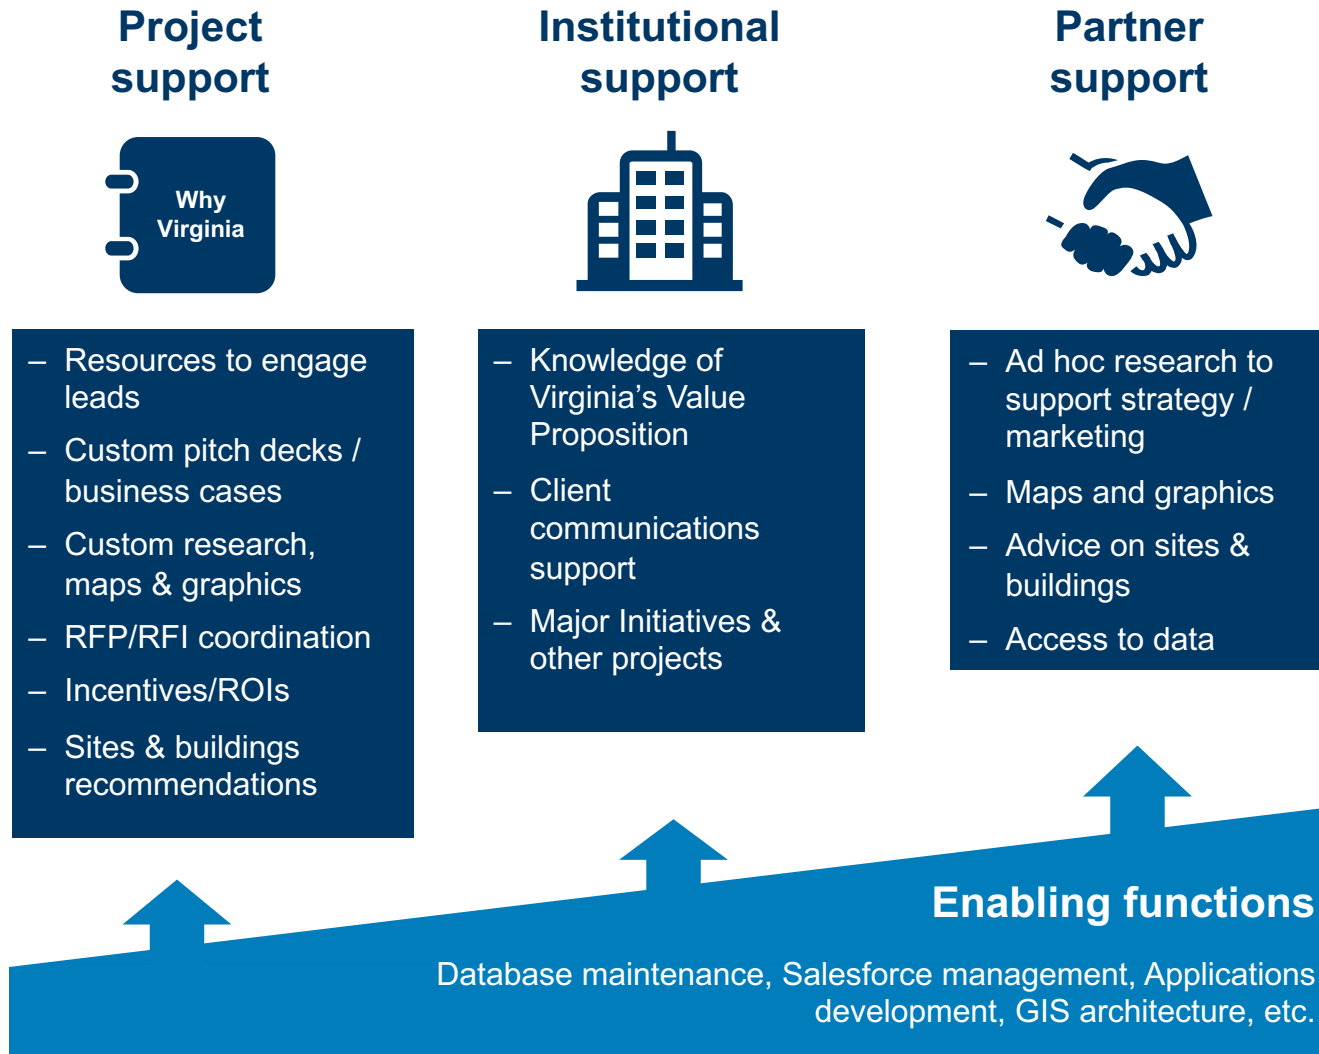 Project
support
Institutional
support
Partner
support
Why
Virginia
– Resources to engage
leads
– Custom pitch decks /
business cases
– Custom research,
maps & graphics
– RFP/RFI coordination
– Incentives/ROIs
– Sites & buildings
recommendations
– Knowledge of
Virginia’s Value
Proposition
– Client
communications
support
– Major Initiatives &
other projects
– Ad hoc research to
support strategy /
marketing
– Maps and graphics
– Advice on sites &
buildings
– Access to data
Enabling functions
Database maintenance, Salesforce management, Applications
development, GIS architecture, etc.